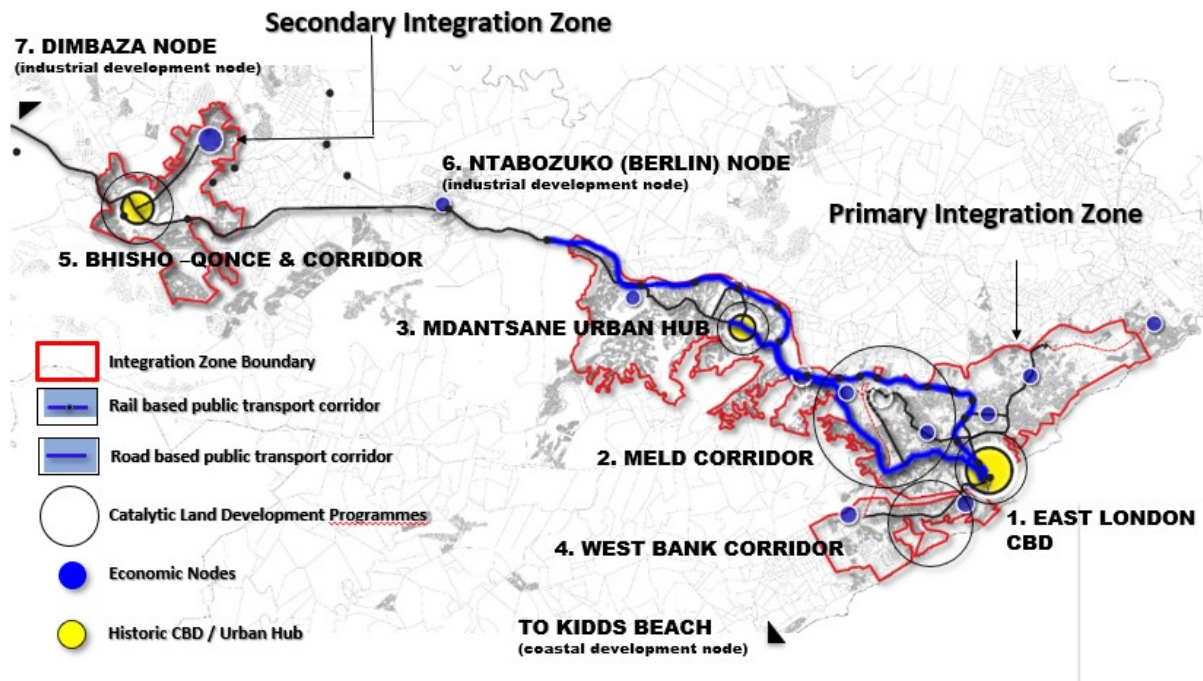 Secondary Integration Zone
7. DIMBAZA NODE
(industrial development node)
6. NTABOZUKO (BERLIN) NODE
(industrial development node)
Primary Integration Zone
5. BHISHO –QONCE & CORRIDOR
3. MDANTSANE URBAN HUB
Integration Zone Boundary
Rail based public transport corridor
Road based public transport corridor
2. MELD CORRIDOR
Catalytic Land Development Programmes
1. EAST LONDON
CBD
4. WEST BANK CORRIDOR
Economic Nodes
Historic CBD / Urban Hub
TO KIDDS BEACH
(coastal development node)